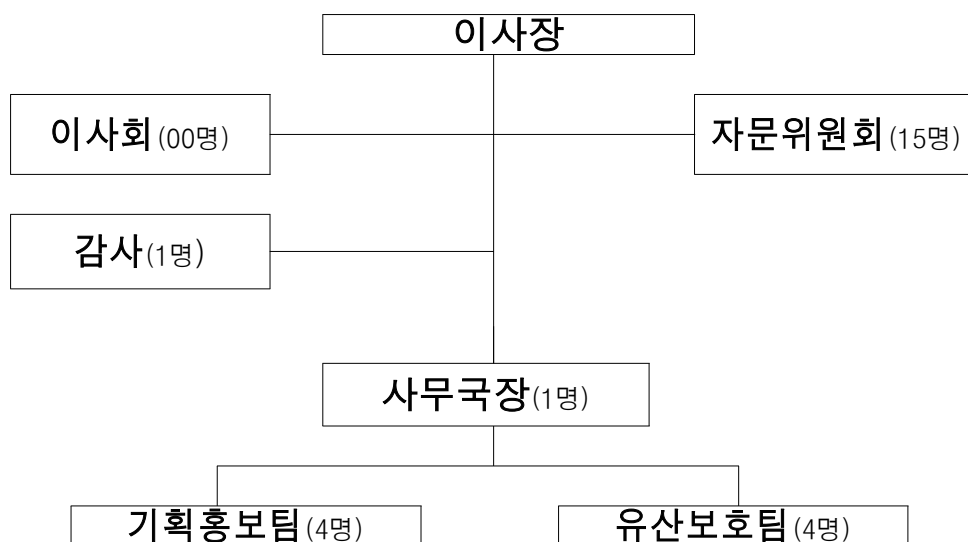 이사장
이사회(00명)
자문위원회(15명)
감사(1명)
사무국장(1명)
기획홍보팀(4명)
유산보호팀(4명)